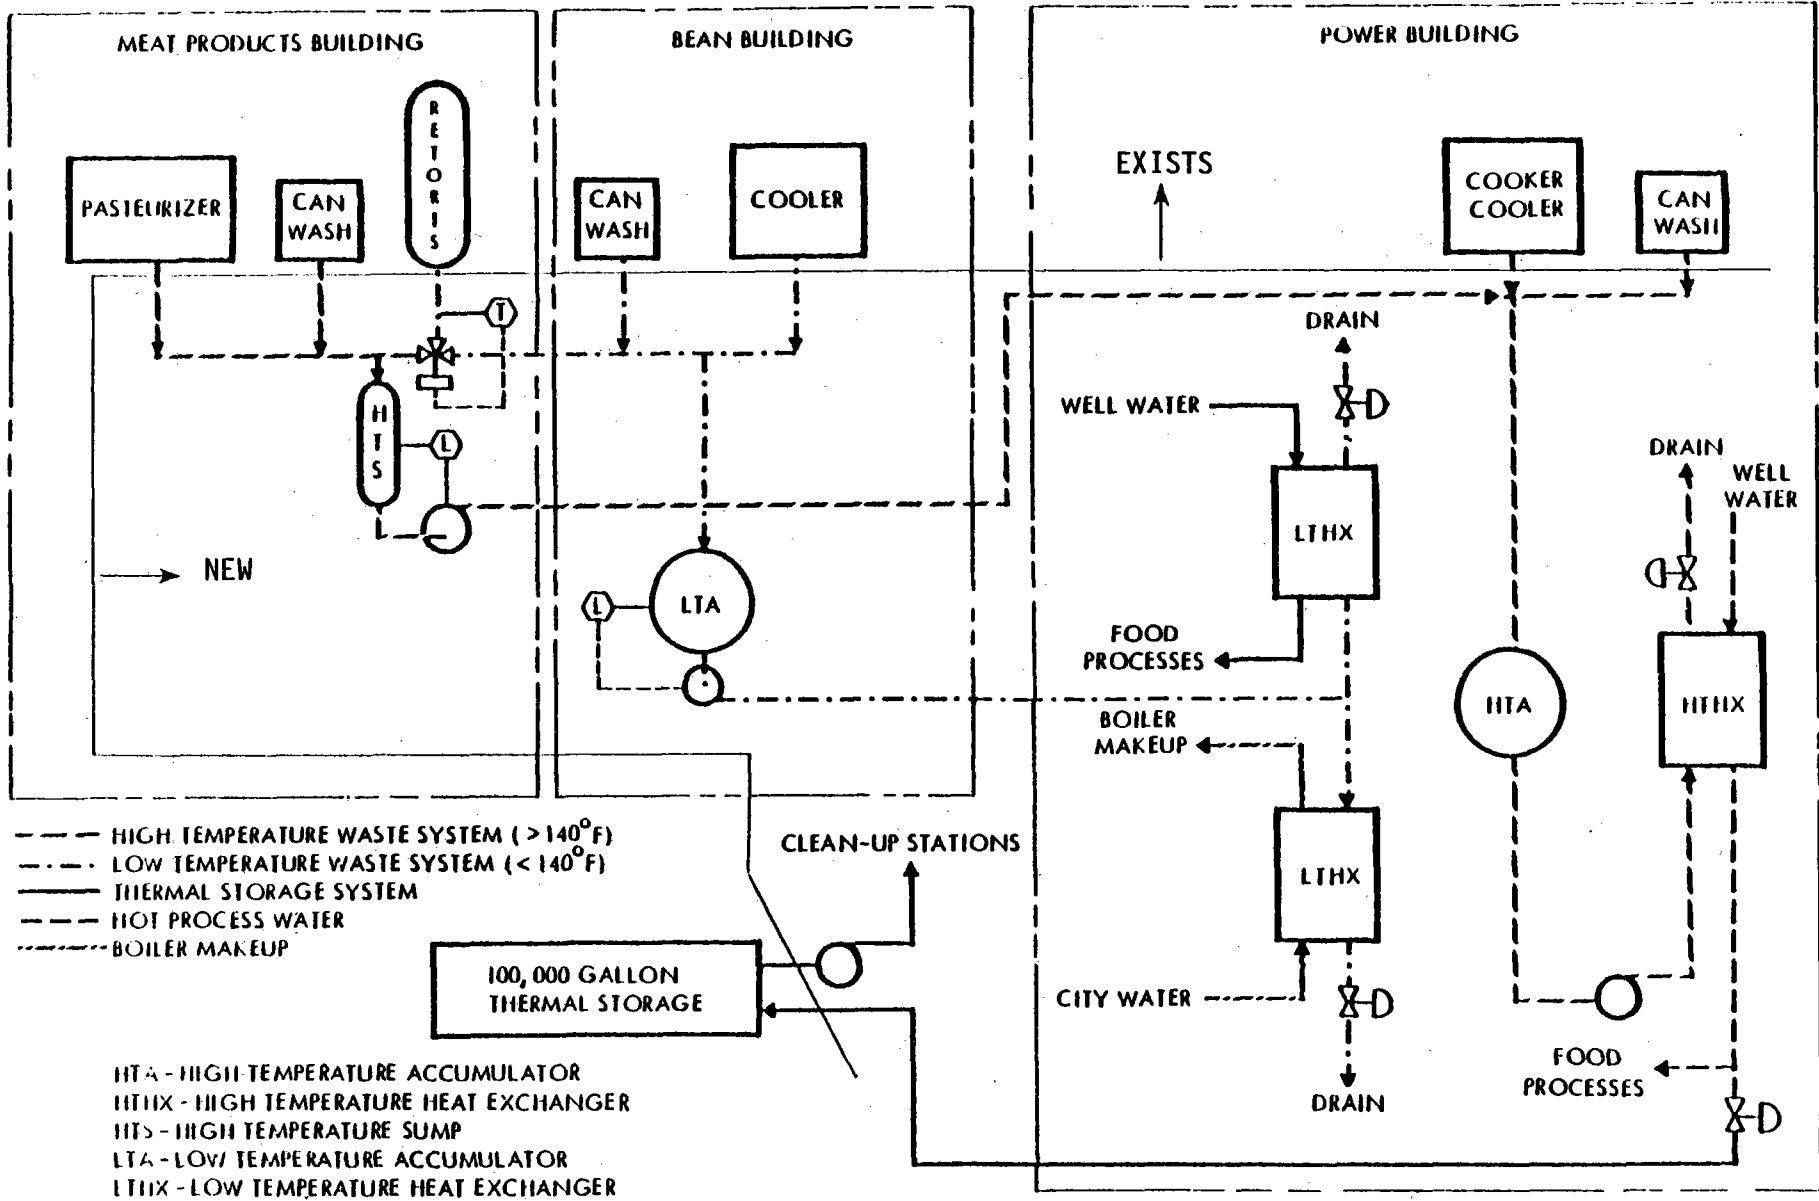 MEAT PRODUCTS BUILDING
BEAN BUILDING
POWER BUILDING
RETORTS
PASTEURIZER
CAN
WASH
CAN
WASH
COOLER
EXISTS
COOKER
COOLER
CAN
WASH
T
DRAIN
WELL WATER
HTS
L
DRAIN
WELL
WATER
LTHX
NEW
L
LTA
FOOD
PROCESSES
HTA
HTHX
BOILER
MAKEUP
HIGH TEMPERATURE WASTE SYSTEM (>140°F)
LOW TEMPERATURE WASTE SYSTEM (<140°F)
THERMAL STORAGE SYSTEM
HOT PROCESS WATER
BOILER MAKEUP
CLEAN-UP STATIONS
LTHX
100,000 GALLON
THERMAL STORAGE
CITY WATER
FOOD
PROCESSES
DRAIN
HTA - HIGH TEMPERATURE ACCUMULATOR
HTHX - HIGH TEMPERATURE HEAT EXCHANGER
HTS - HIGH TEMPERATURE SUMP
LTA - LOW TEMPERATURE ACCUMULATOR
LTHX - LOW TEMPERATURE HEAT EXCHANGER